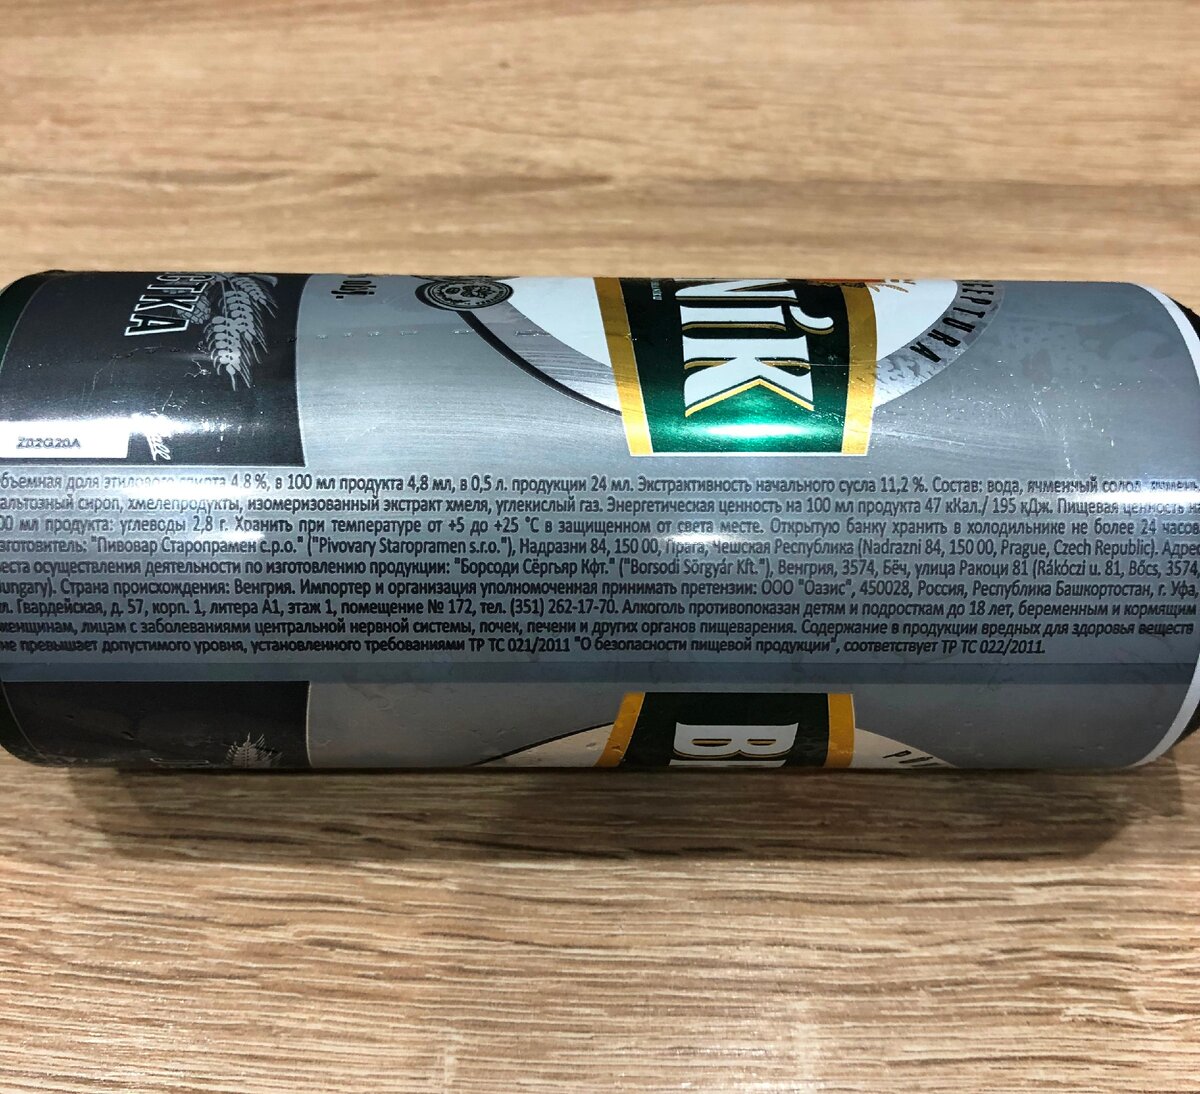 СТКА
NÍK
CEPTURA
Z02G20A
бъемная доля этилового спирта 4,8 %, в 100 мл продукта 4,8 мл, в 0,5 л. продукции 24 мл. Экстрактивность начального сусла 11,2 %. Состав: вода, ячменный солод, ячмень,
альтозный сироп, хмелепродукты, изомеризованный экстракт хмеля, углекислый газ. Энергетическая ценность на 100 мл продукта 47 кКал./ 195 кДж. Пищевая ценность на
00 мл продукта: углеводы 2,8 г. Хранить при температуре от +5 до +25 °C в защищенном от света месте. Открытую банку хранить в холодильнике не более 24 часов.
зготовитель: "Пивовар Старопрамен с.р.о." ("Pivovary Staropramen s.r.o."), Надразни 84, 150 00, Прага, Чешская Республика (Nadrazni 84, 150 00, Prague, Czech Republic). Адрес
еста осуществления деятельности по изготовлению продукции: "Борсоди Сёргьяр Кфт." ("Borsodi Sörgyár Kft."), Венгрия, 3574, Бёч, улица Ракоци 81 (Rákóczi u. 81, Bőcs, 3574,
Hungary). Страна происхождения: Венгрия. Импортер и организация уполномоченная принимать претензии: ООО "Оазис", 450028, Россия, Республика Башкортостан, г. Уфа,
ул. Гвардейская, д. 57, корп. 1, литера А1, этаж 1, помещение № 172, тел. (351) 262-17-70. Алкоголь противопоказан детям и подросткам до 18 лет, беременным и кормящим
женщинам, лицам с заболеваниями центральной нервной системы, почек, печени и других органов пищеварения. Содержание в продукции вредных для здоровья веществ
не превышает допустимого уровня, установленного требованиями ТР ТС 021/2011 "О безопасности пищевой продукции", соответствует ТР ТС 022/2011.